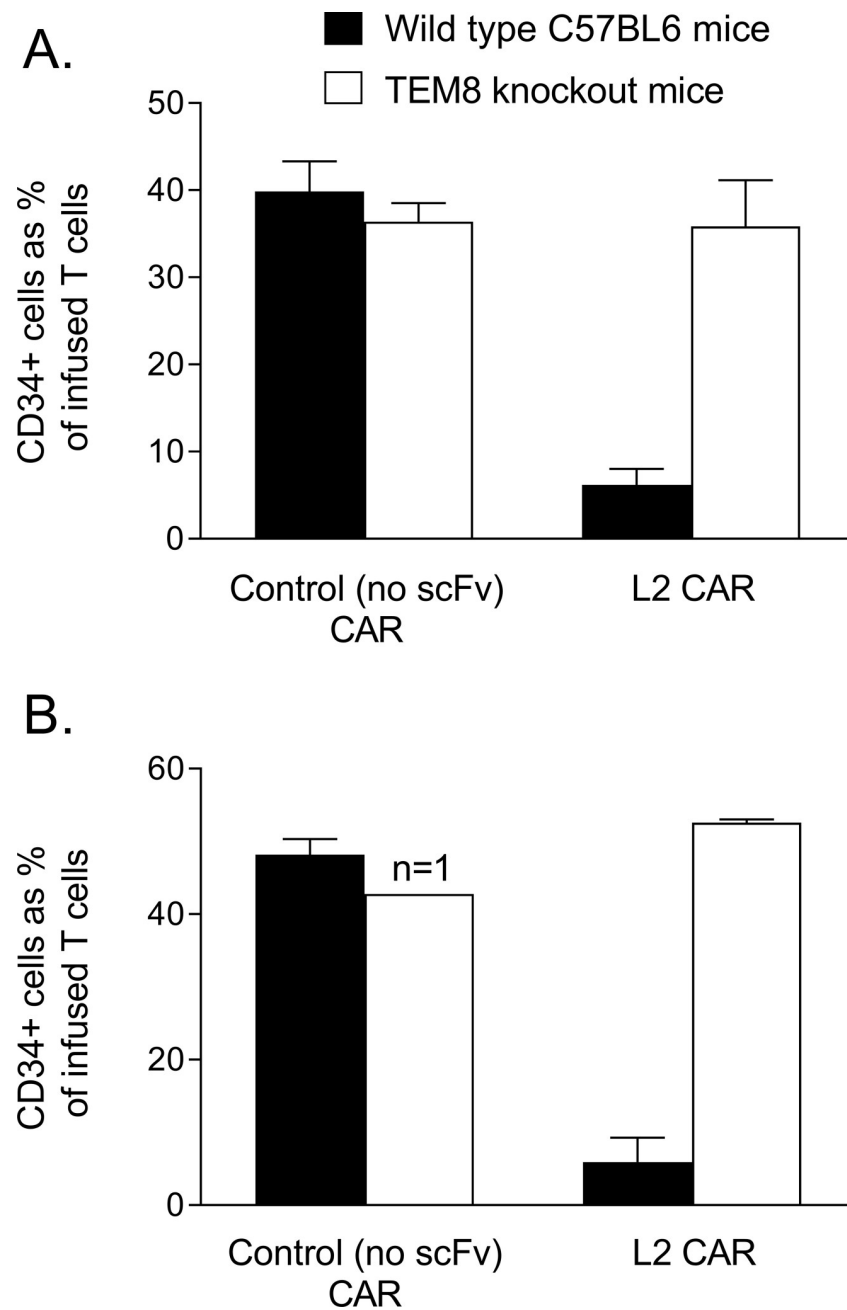 A.
Wild type C57BL6 mice
TEM8 knockout mice
CD34+ cells as %
of infused T cells
50
40
30
20
10
0
Control (no scFv)
CAR
L2 CAR
B.
CD34+ cells as %
of infused T cells
60
40
20
0
n=1
Control (no scFv)
CAR
L2 CAR